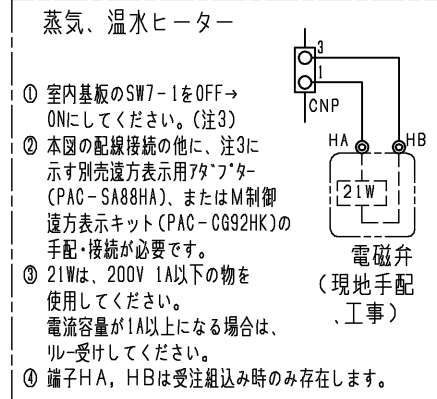 蒸気、温水ヒーター
① 室内基板のSW7-1をOFF→
ONにしてください。(注3)
② 本図の配線接続の他に、注3に
示す別売遠方表示用ｱﾀﾞﾌﾟﾀｰ
(PAC-SA88HA)、またはM制御
遠方表示キット(PAC-CG92HK)の
手配・接続が必要です。
③ 21Wは、200V 1A以下の物を
使用してください。
電流容量が1A以上になる場合は、
ﾘﾚｰ受けしてください。
④ 端子HA, HBは受注組込み時のみ存在します。
3
1
CNP
HA
HB
21W
電磁弁
(現地手配
、工事)